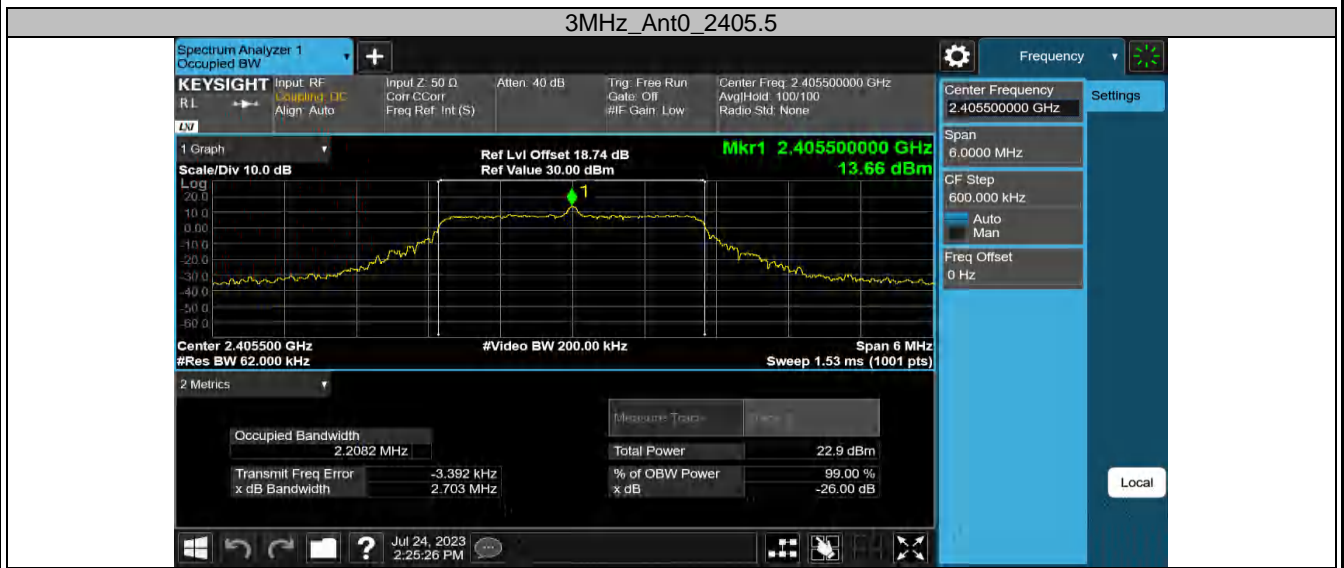 3MHz_Ant0_2405.5
Spectrum Analyzer 1
Occupied BW
+
Frequency
KEYSIGHT
RL
LXI
Input: RF
Coupling: DC
Align: Auto
Input Z: 50 Ω
Corr CCorr
Freq Ref: Int (S)
Atten: 40 dB
Trig: Free Run
Gate: Off
#IF Gain: Low
Center Freq: 2.405500000 GHz
Avg|Hold: 100/100
Radio Std: None
Center Frequency
2.405500000 GHz
Settings
Span
6.0000 MHz
CF Step
600.000 kHz
Auto
Man
Freq Offset
0 Hz
1 Graph
Scale/Div 10.0 dB
Ref Lvl Offset 18.74 dB
Ref Value 30.00 dBm
Mkr1 2.405500000 GHz
13.66 dBm
Log
20.0
10.0
0.00
-10.0
-20.0
-30.0
-40.0
-50.0
-60.0
1
Center 2.405500 GHz
#Res BW 62.000 kHz
#Video BW 200.00 kHz
Span 6 MHz
Sweep 1.53 ms (1001 pts)
2 Metrics
Measure Trace
Occupied Bandwidth
2.2082 MHz
Total Power 22.9 dBm
Transmit Freq Error -3.392 kHz
% of OBW Power 99.00 %
x dB Bandwidth 2.703 MHz
x dB -26.00 dB
Local
?
Jul 24, 2023
2:25:26 PM